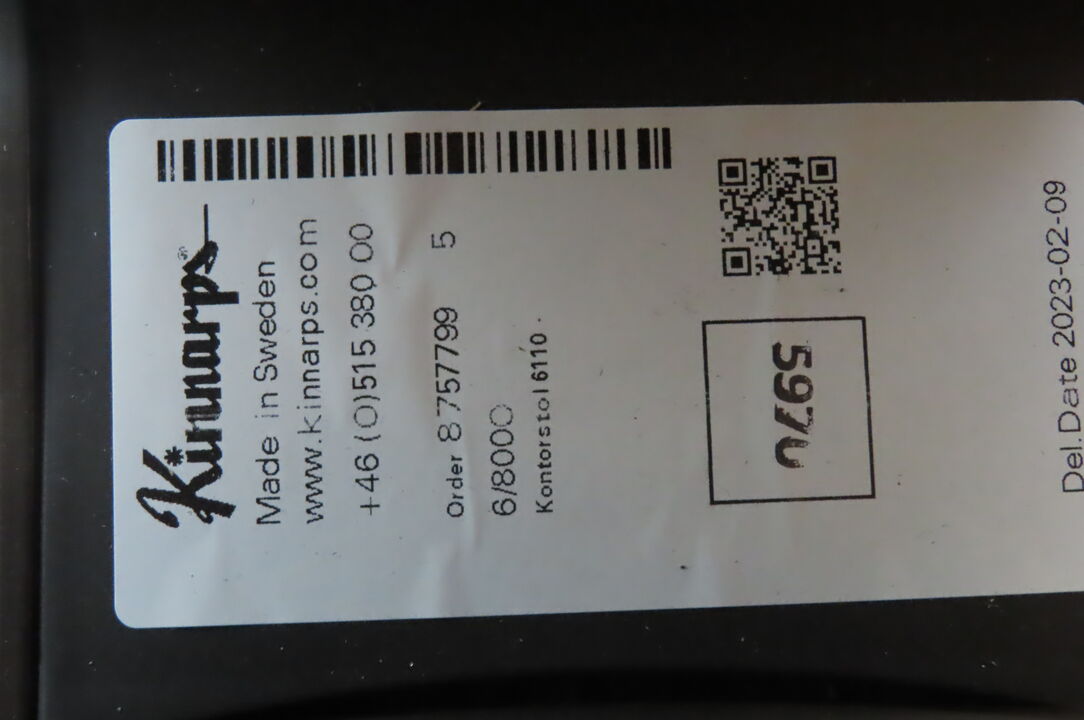 Kinnarps®
Made in Sweden
www.kinnarps.com
+46 (0)515 380 00
Order 8757799 5
6/8000
Kontorstol 6110
5970
Del.Date 2023-02-09